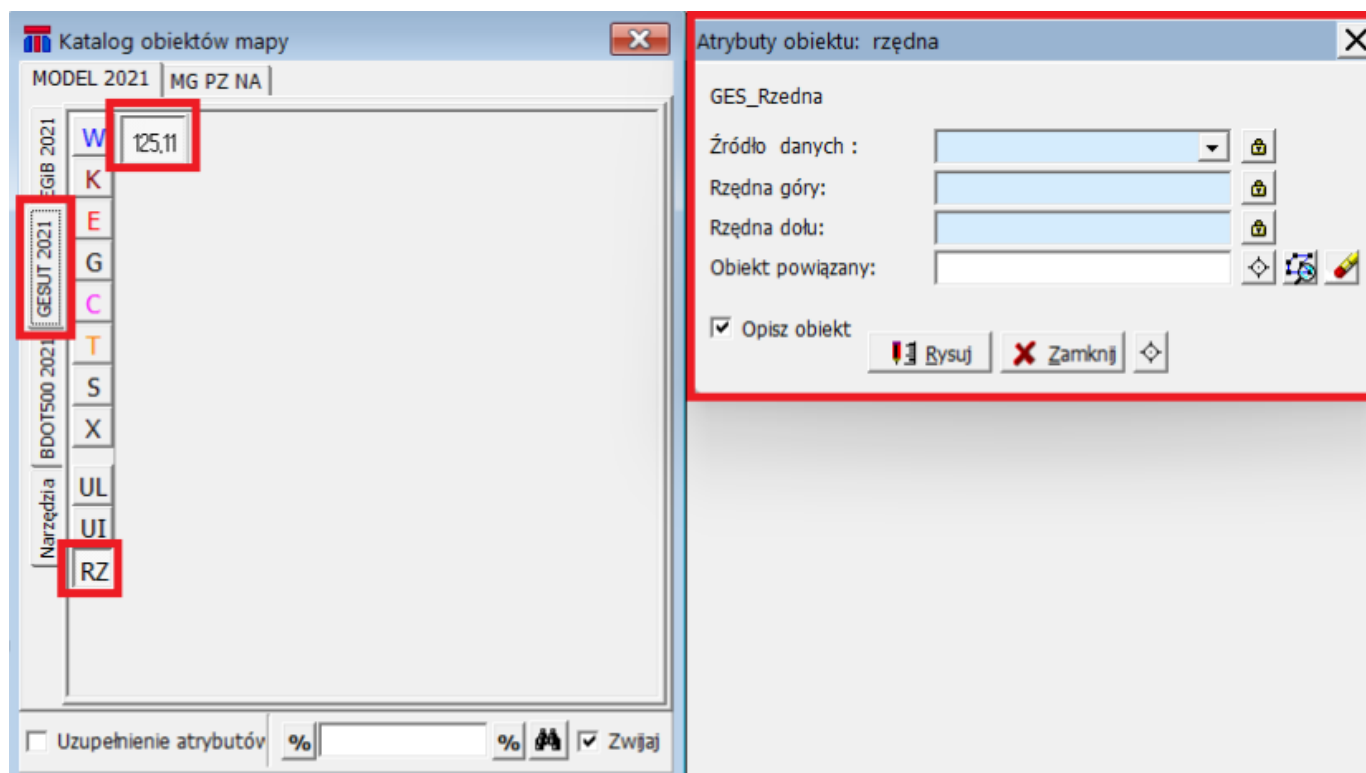 Katalog obiektów mapy
MODEL 2021 MG PZ NA
EGiB 2021
GESUT 2021
BDOT500 2021
Narzędzia
W
K
E
G
C
T
S
X
UL
UI
RZ
125,11
Uzupełnienie atrybutów % % Zwijaj
Atrybuty obiektu: rzędna
GES_Rzedna
Źródło danych :
Rzędna góry:
Rzędna dołu:
Obiekt powiązany:
Opisz obiekt
Rysuj Zamknij